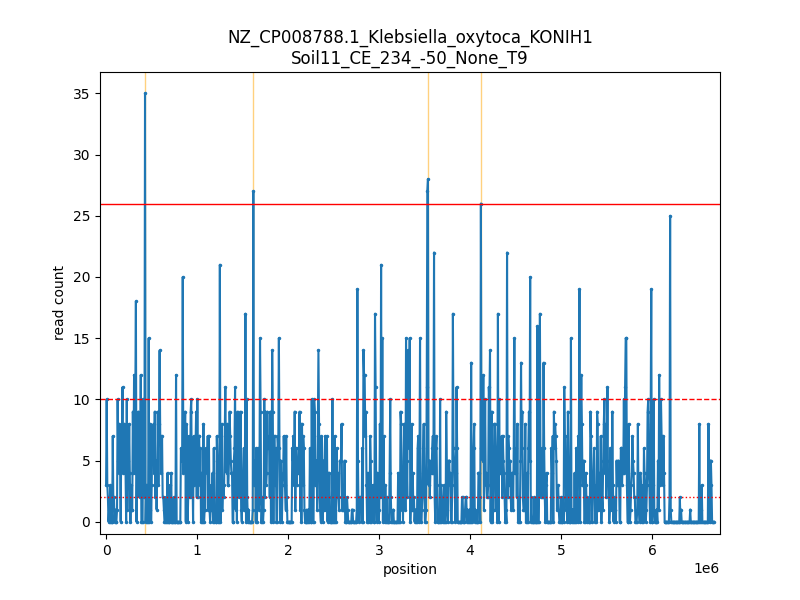 NZ_CP008788.1_Klebsiella_oxytoca_KONIH1
Soil11_CE_234_-50_None_T9
35
30
25
20
15
10
5
0
read count
0 1 2 3 4 5 6
1e6
position